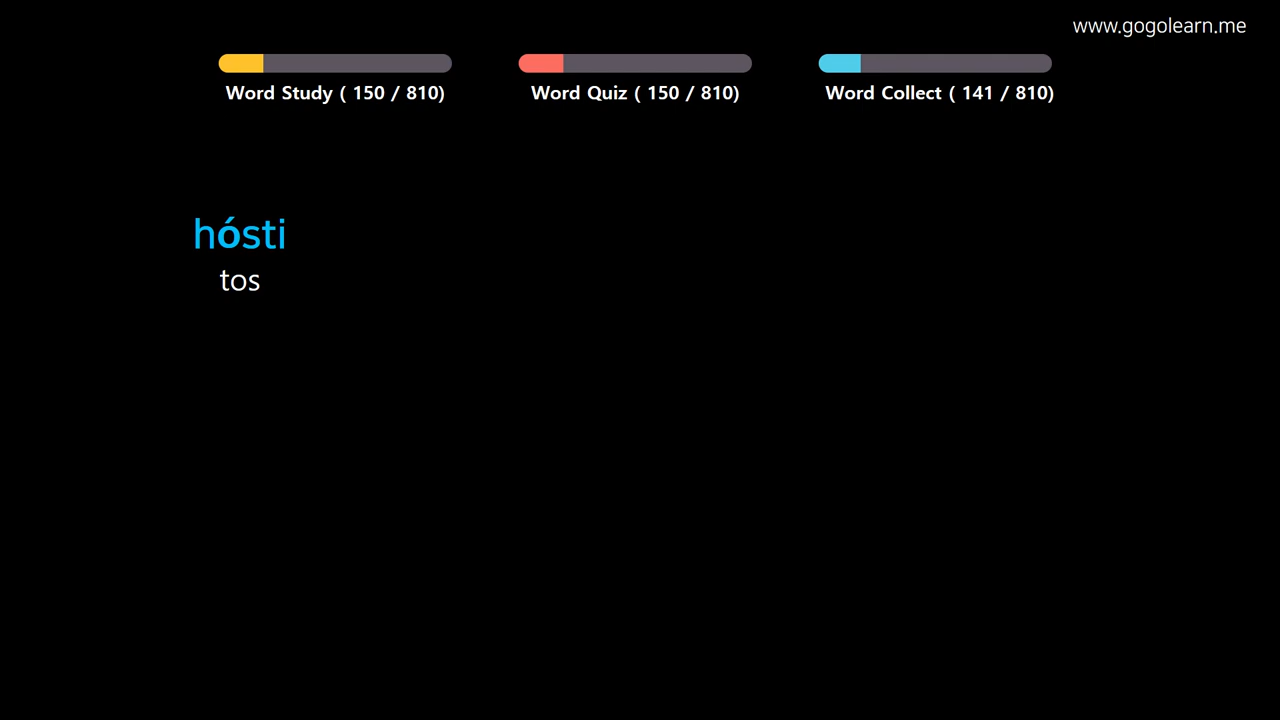 www.gogolearn.me
Word Study ( 150 / 810)
Word Quiz ( 150 / 810)
Word Collect ( 141 / 810)
hósti
tos